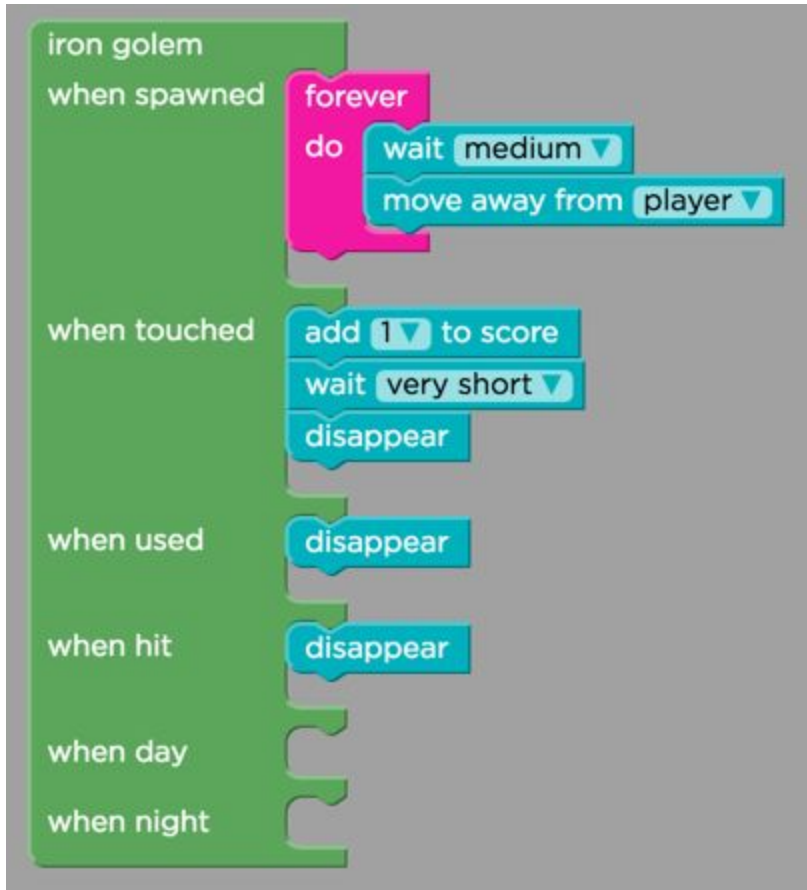 iron golem
when spawned forever
do wait medium
move away from player
when touched add 1 to score
wait very short
disappear
when used disappear
when hit disappear
when day
when night